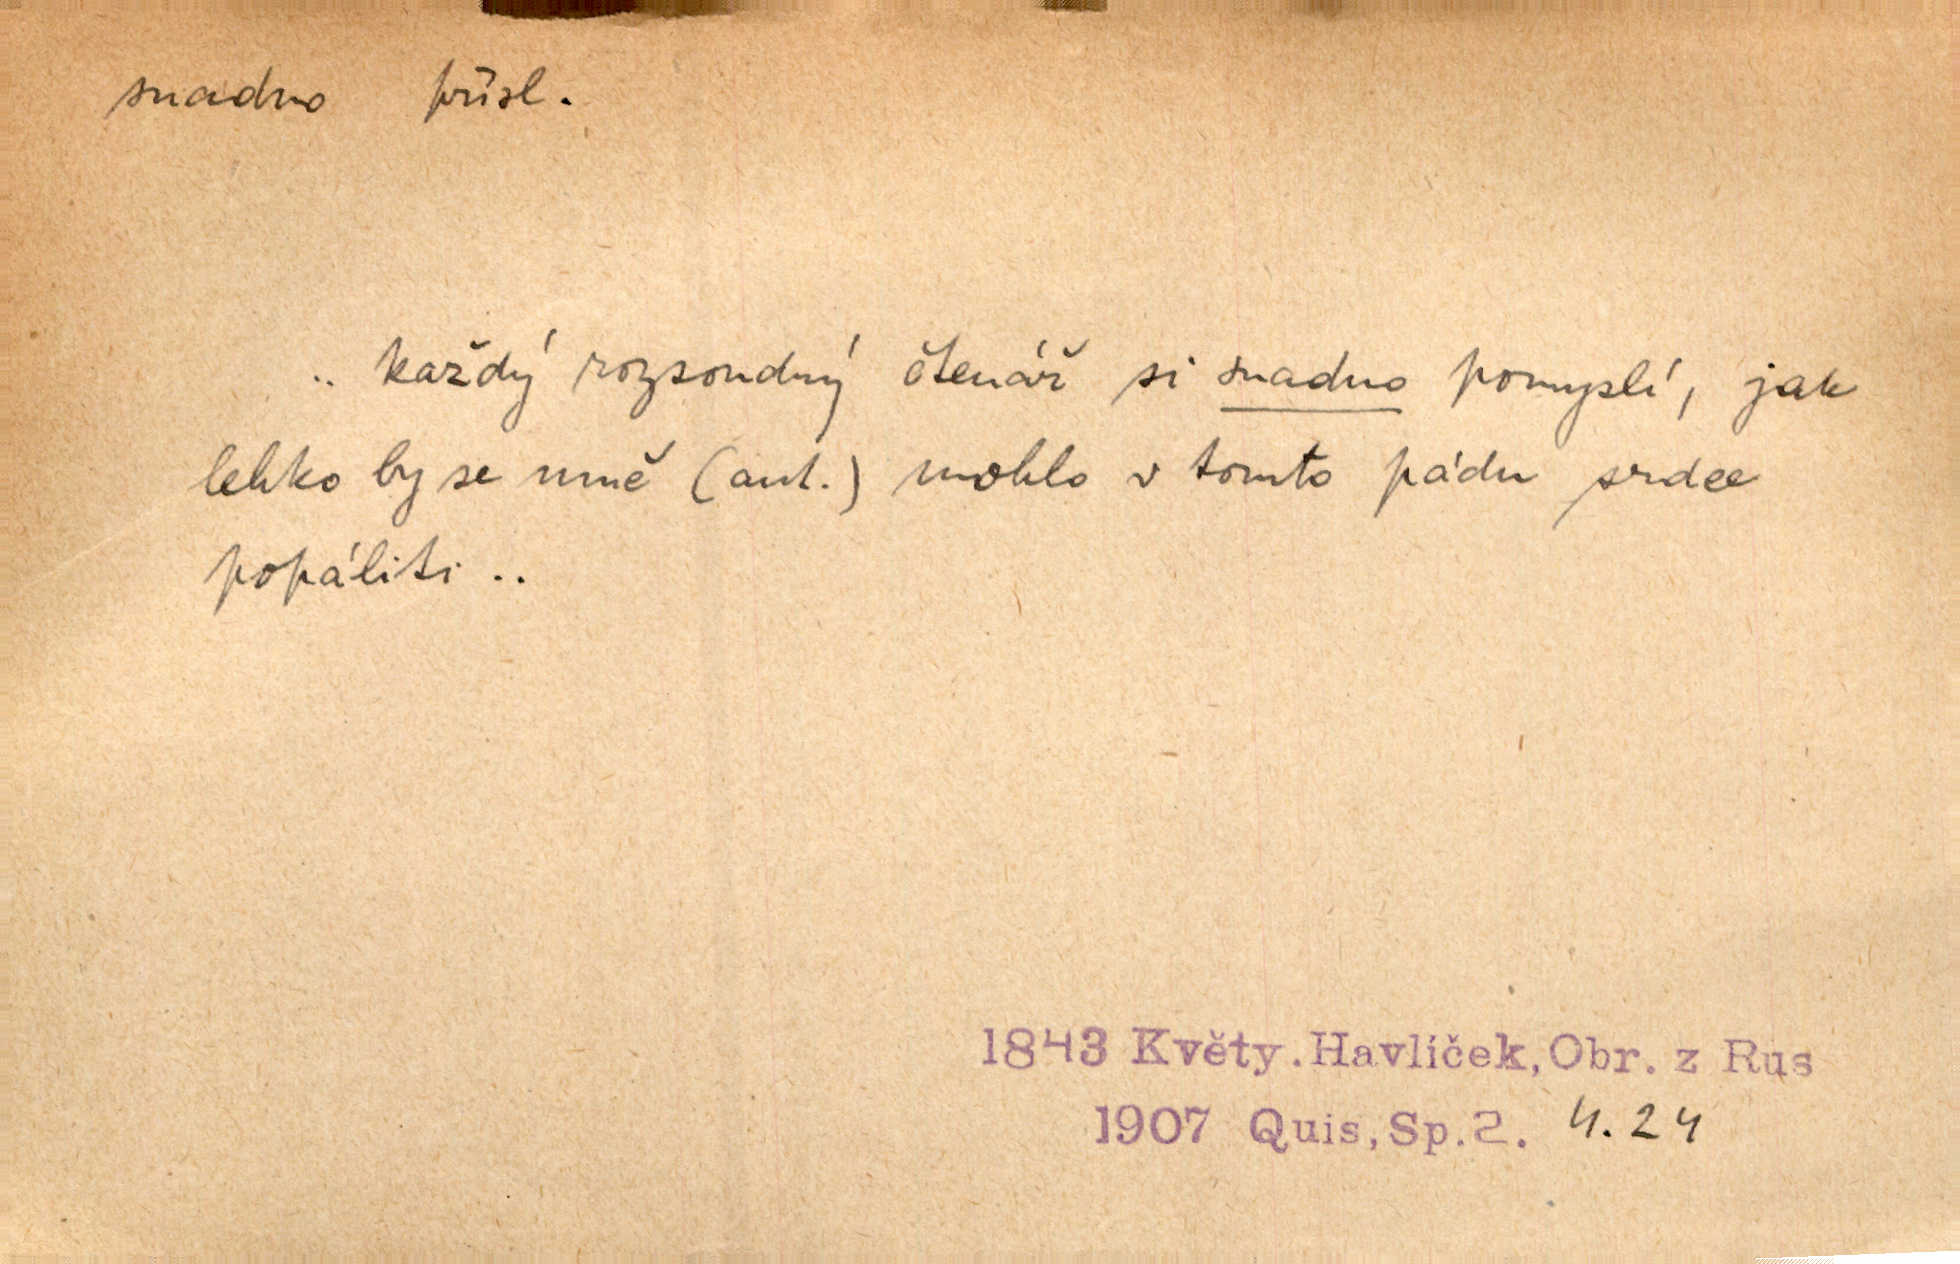 snadno přísl.
.. každý rozsoudný čtenář si snadno pomyslí, jak
lehko by se mně (aut.) mohlo v tomto pádu srdce
popáliti ..
1843 Květy. Havlíček, Obr. z Rus
1907 Quis, Sp. 2. 4. 24